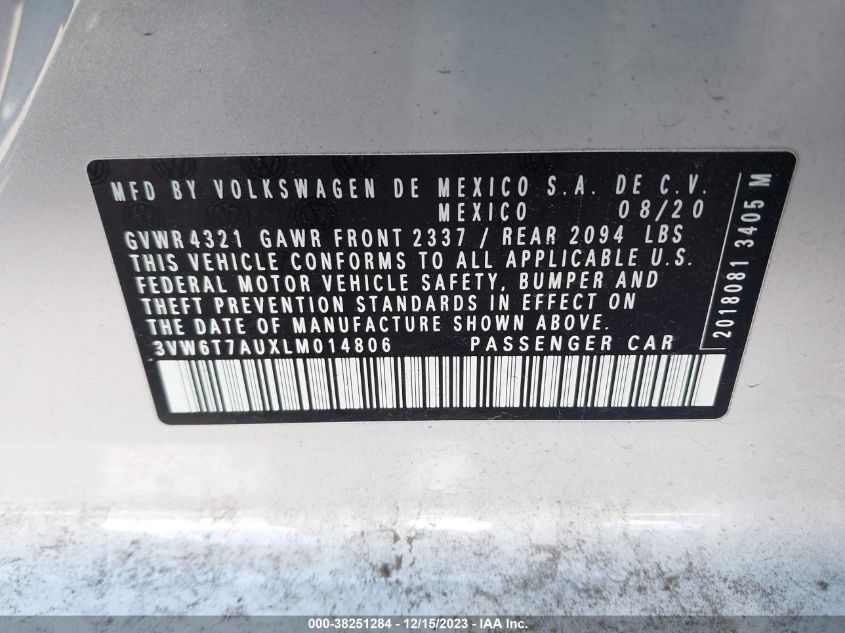 MFD BY VOLKSWAGEN DE MEXICO S.A. DE C.V.
MEXICO 08/20
GVWR4321 GAWR FRONT 2337 / REAR 2094 LBS
THIS VEHICLE CONFORMS TO ALL APPLICABLE U.S.
FEDERAL MOTOR VEHICLE SAFETY, BUMPER AND
THEFT PREVENTION STANDARDS IN EFFECT ON
THE DATE OF MANUFACTURE SHOWN ABOVE.
3VW6T7AUXLM014806 PASSENGER CAR
2018081 3405 M
000-38251284 - 12/15/2023 - IAA Inc.